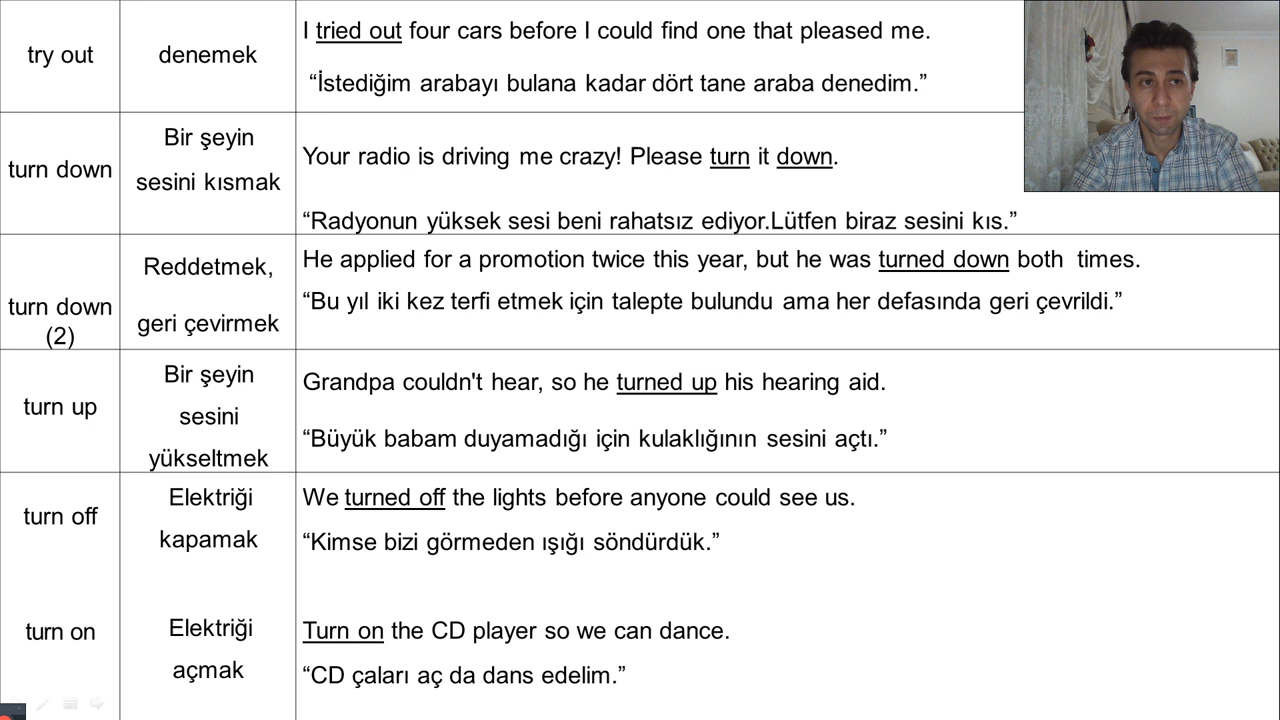 try out
denemek
I tried out four cars before I could find one that pleased me.
“İstediğim arabayı bulana kadar dört tane araba denedim.”
turn down
Bir şeyin
sesini kısmak
Your radio is driving me crazy! Please turn it down.
“Radyonun yüksek sesi beni rahatsız ediyor.Lütfen biraz sesini kıs.”
turn down
(2)
Reddetmek,
geri çevirmek
He applied for a promotion twice this year, but he was turned down both times.
“Bu yıl iki kez terfi etmek için talepte bulundu ama her defasında geri çevrildi.”
turn up
Bir şeyin
sesini
yükseltmek
Grandpa couldn't hear, so he turned up his hearing aid.
“Büyük babam duyamadığı için kulaklığının sesini açtı.”
turn off
Elektriği
kapamak
We turned off the lights before anyone could see us.
“Kimse bizi görmeden ışığı söndürdük.”
turn on
Elektriği
açmak
Turn on the CD player so we can dance.
“CD çaları aç da dans edelim.”